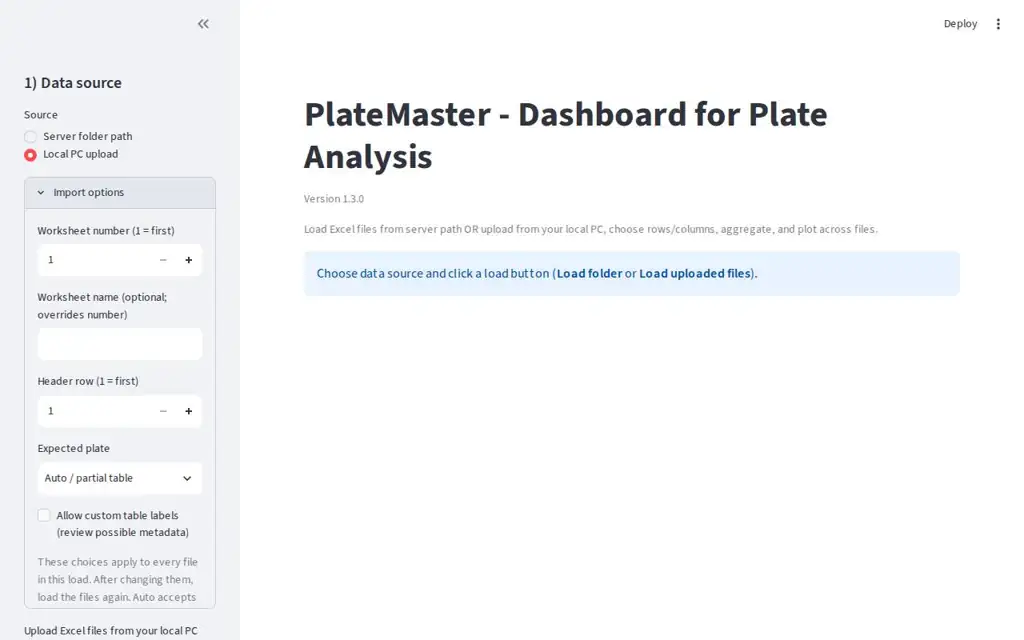 Deploy
1) Data source
Source
Server folder path
Local PC upload
Import options
Worksheet number (1 = first)
1
Worksheet name (optional;
overrides number)
Header row (1 = first)
1
Expected plate
Auto / partial table
Allow custom table labels
(review possible metadata)
These choices apply to every file
in this load. After changing them,
load the files again. Auto accepts
Upload Excel files from your local PC
PlateMaster - Dashboard for Plate
Analysis
Version 1.3.0
Load Excel files from server path OR upload from your local PC, choose rows/columns, aggregate, and plot across files.
Choose data source and click a load button (Load folder or Load uploaded files).